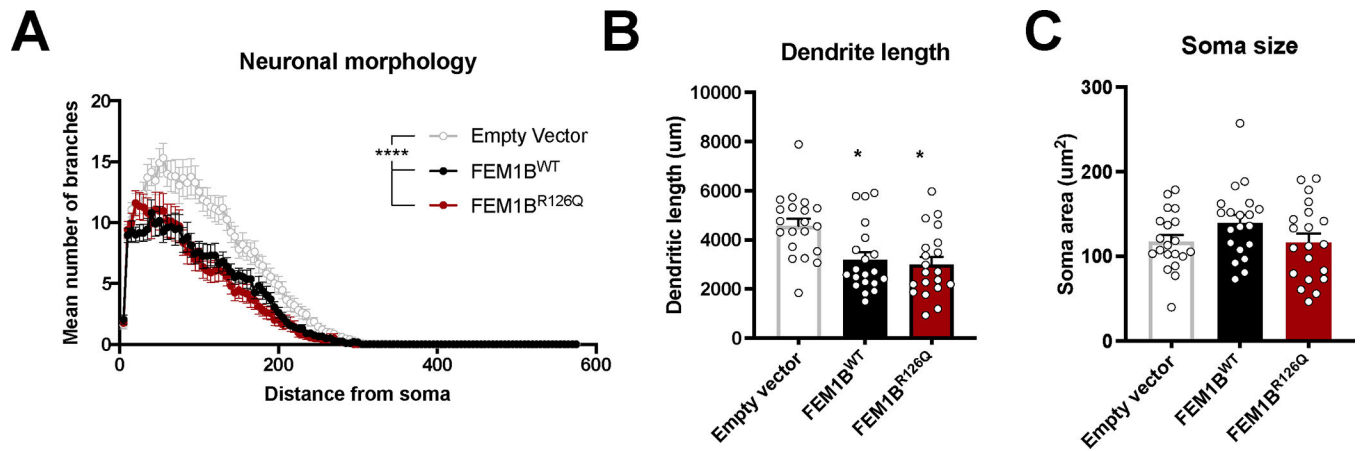 A
Neuronal morphology
Mean number of branches
20
15
10
5
0
0
200
400
600
Distance from soma
****
Empty Vector
FEM1B^WT
FEM1B^R126Q
B
Dendrite length
Dendritic length (um)
10000
8000
6000
4000
2000
0
*
*
Empty vector
FEM1B^WT
FEM1B^R126Q
C
Soma size
Soma area (um²)
300
200
100
0
Empty vector
FEM1B^WT
FEM1B^R126Q